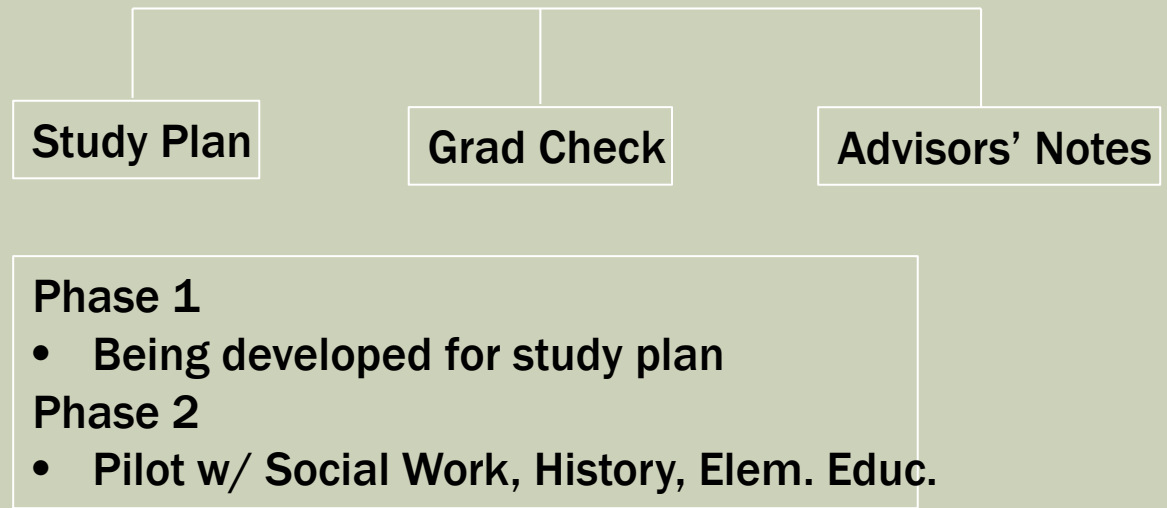 Study Plan
Grad Check
Advisors’ Notes
Phase 1
• Being developed for study plan
Phase 2
• Pilot w/ Social Work, History, Elem. Educ.